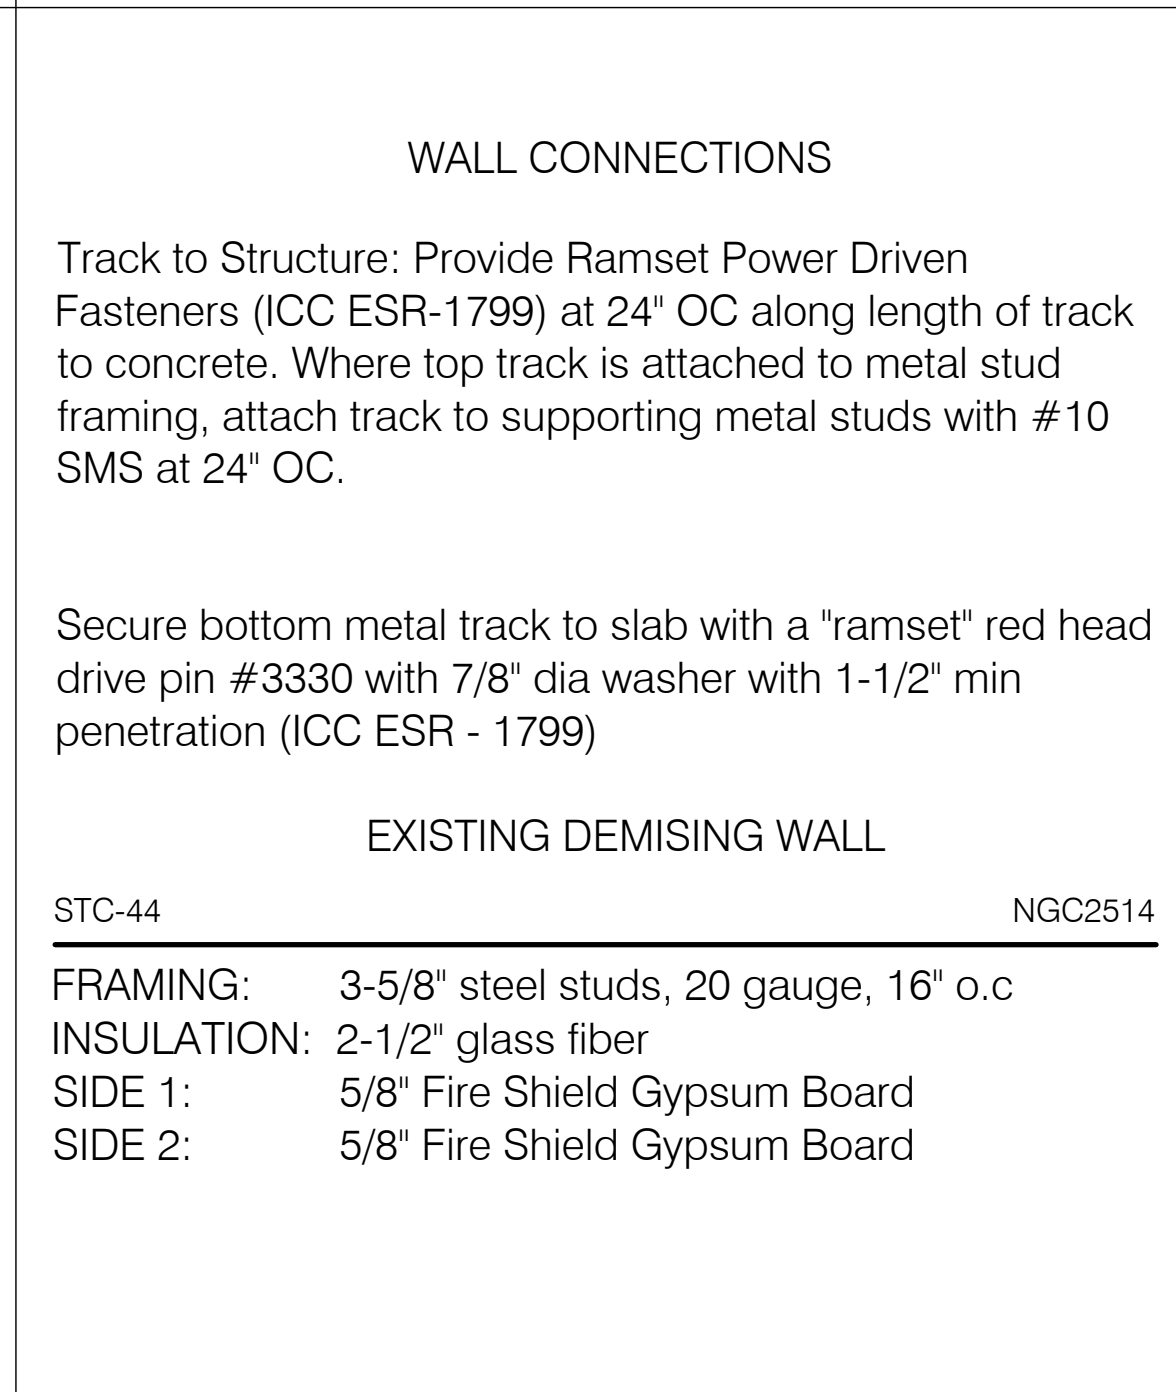 WALL CONNECTIONS
Track to Structure: Provide Ramset Power Driven
Fasteners (ICC ESR-1799) at 24" OC along length of track
to concrete. Where top track is attached to metal stud
framing, attach track to supporting metal studs with #10
SMS at 24" OC.
Secure bottom metal track to slab with a "ramset" red head
drive pin #3330 with 7/8" dia washer with 1-1/2" min
penetration (ICC ESR - 1799)
EXISTING DEMISING WALL
STC-44 NGC2514
FRAMING: 3-5/8" steel studs, 20 gauge, 16" o.c
INSULATION: 2-1/2" glass fiber
SIDE 1: 5/8" Fire Shield Gypsum Board
SIDE 2: 5/8" Fire Shield Gypsum Board